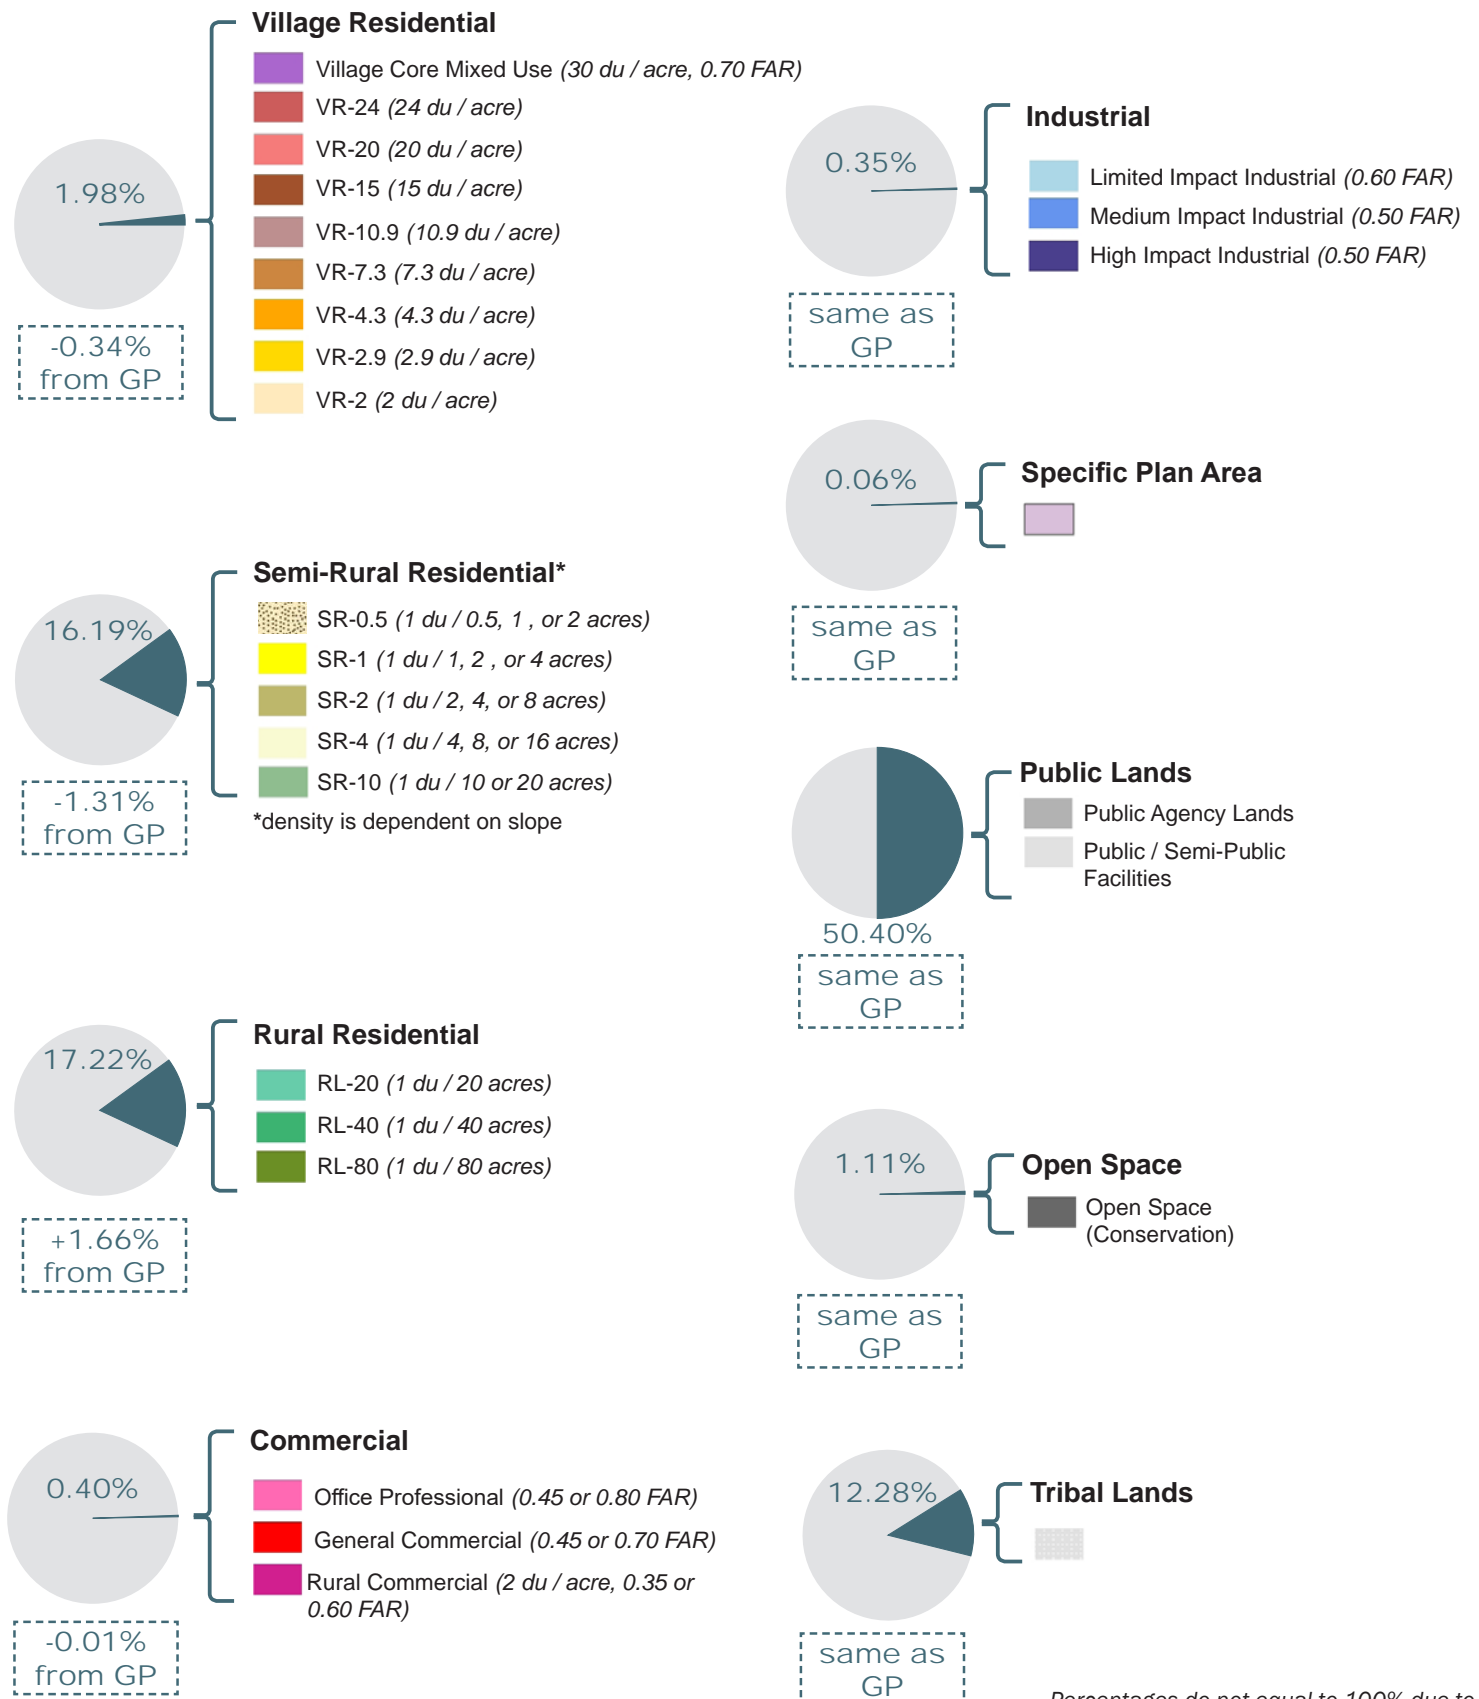 Village Residential
Village Core Mixed Use (30 du / acre, 0.70 FAR)
VR-24 (24 du / acre)
VR-20 (20 du / acre)
VR-15 (15 du / acre)
VR-10.9 (10.9 du / acre)
VR-7.3 (7.3 du / acre)
VR-4.3 (4.3 du / acre)
VR-2.9 (2.9 du / acre)
VR-2 (2 du / acre)
1.98%
-0.34%
from GP
Semi-Rural Residential*
SR-0.5 (1 du / 0.5, 1 , or 2 acres)
SR-1 (1 du / 1, 2 , or 4 acres)
SR-2 (1 du / 2, 4, or 8 acres)
SR-4 (1 du / 4, 8, or 16 acres)
SR-10 (1 du / 10 or 20 acres)
*density is dependent on slope
16.19%
-1.31%
from GP
Rural Residential
RL-20 (1 du / 20 acres)
RL-40 (1 du / 40 acres)
RL-80 (1 du / 80 acres)
17.22%
+1.66%
from GP
Commercial
Office Professional (0.45 or 0.80 FAR)
General Commercial (0.45 or 0.70 FAR)
Rural Commercial (2 du / acre, 0.35 or
0.60 FAR)
0.40%
-0.01%
from GP
Industrial
Limited Impact Industrial (0.60 FAR)
Medium Impact Industrial (0.50 FAR)
High Impact Industrial (0.50 FAR)
0.35%
same as
GP
Specific Plan Area
0.06%
same as
GP
Public Lands
Public Agency Lands
Public / Semi-Public
Facilities
50.40%
same as
GP
Open Space
Open Space
(Conservation)
1.11%
same as
GP
Tribal Lands
12.28%
same as
GP
Percentages do not equal to 100% due to